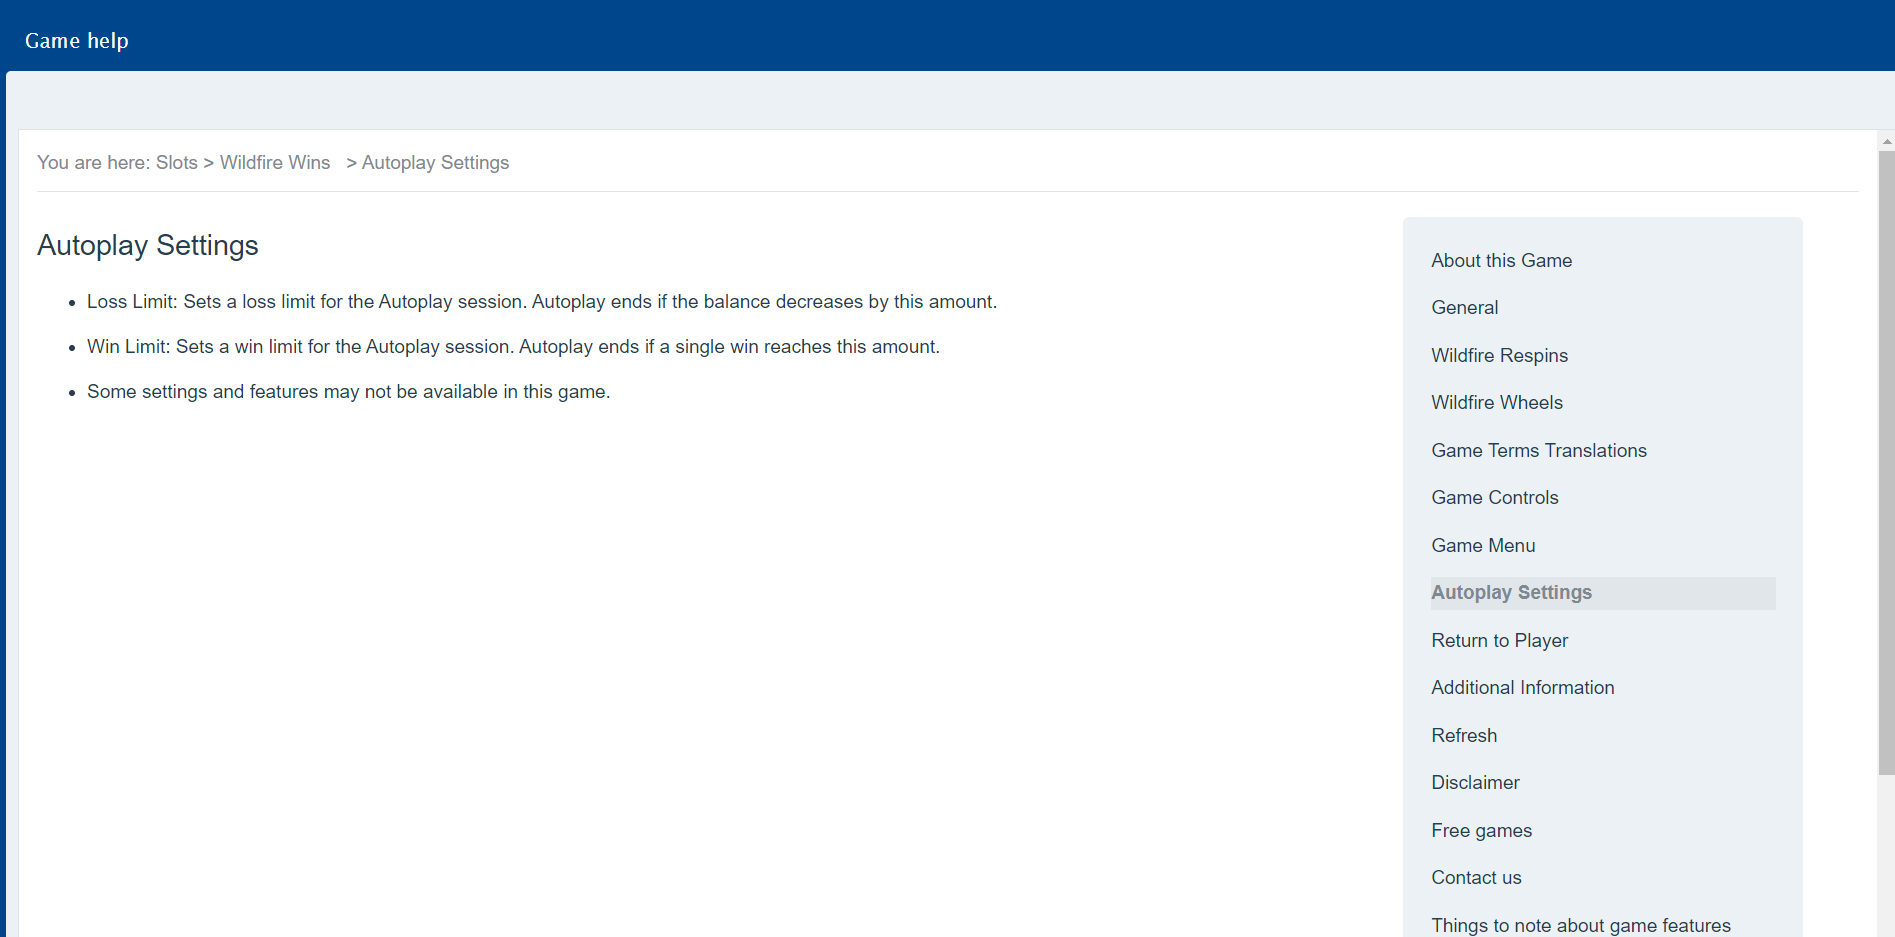 Game help
You are here: Slots > Wildfire Wins > Autoplay Settings
Autoplay Settings
• Loss Limit: Sets a loss limit for the Autoplay session. Autoplay ends if the balance decreases by this amount.
• Win Limit: Sets a win limit for the Autoplay session. Autoplay ends if a single win reaches this amount.
• Some settings and features may not be available in this game.
About this Game
General
Wildfire Respins
Wildfire Wheels
Game Terms Translations
Game Controls
Game Menu
Autoplay Settings
Return to Player
Additional Information
Refresh
Disclaimer
Free games
Contact us
Things to note about game features